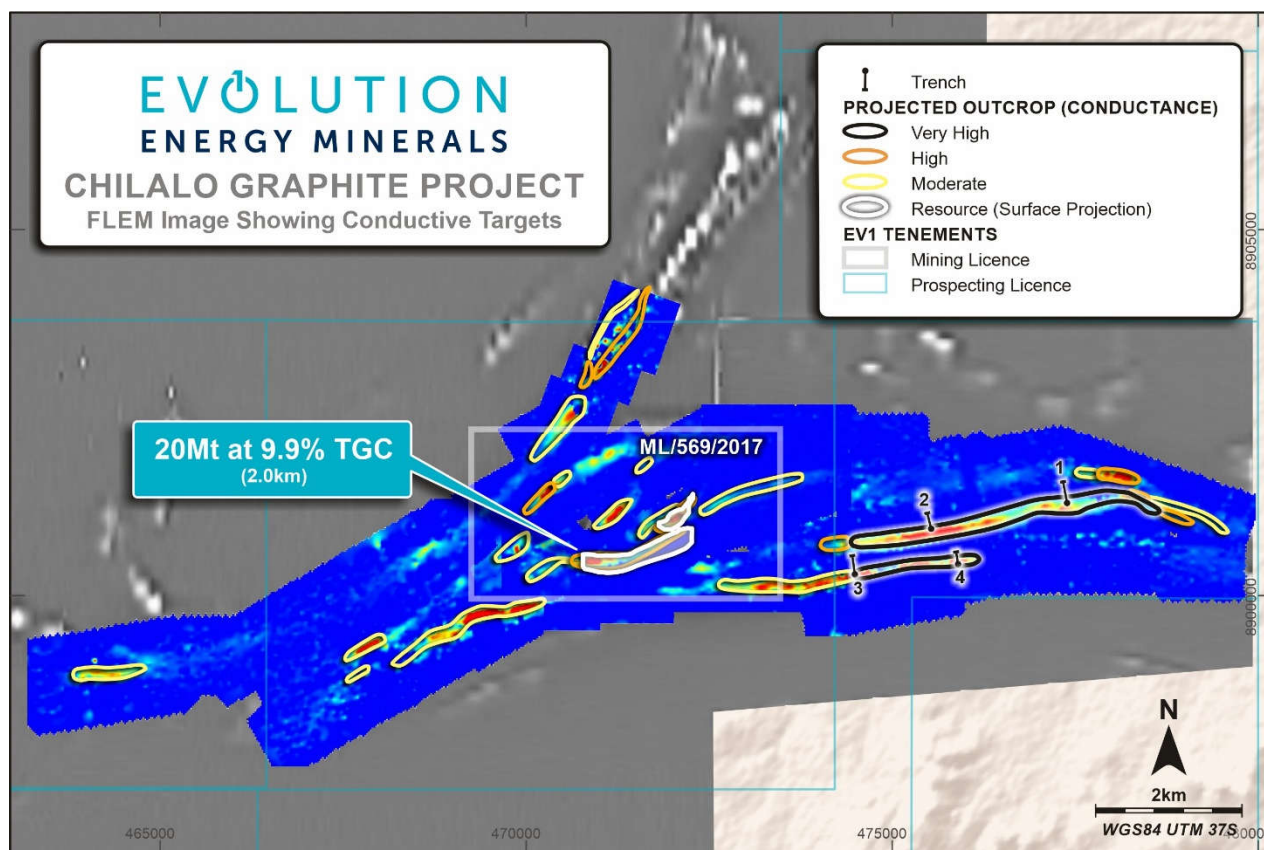 EVOLUTION
ENERGY MINERALS
CHILALO GRAPHITE PROJECT
FLEM Image Showing Conductive Targets
Trench
PROJECTED OUTCROP (CONDUCTANCE)
Very High
High
Moderate
Resource (Surface Projection)
EV1 TENEMENTS
Mining Licence
Prospecting Licence
8905000
20Mt at 9.9% TGC
(2.0km)
ML/569/2017
1
2
3
4
8900000
N
2km
WGS84 UTM 37S
465000
470000
475000